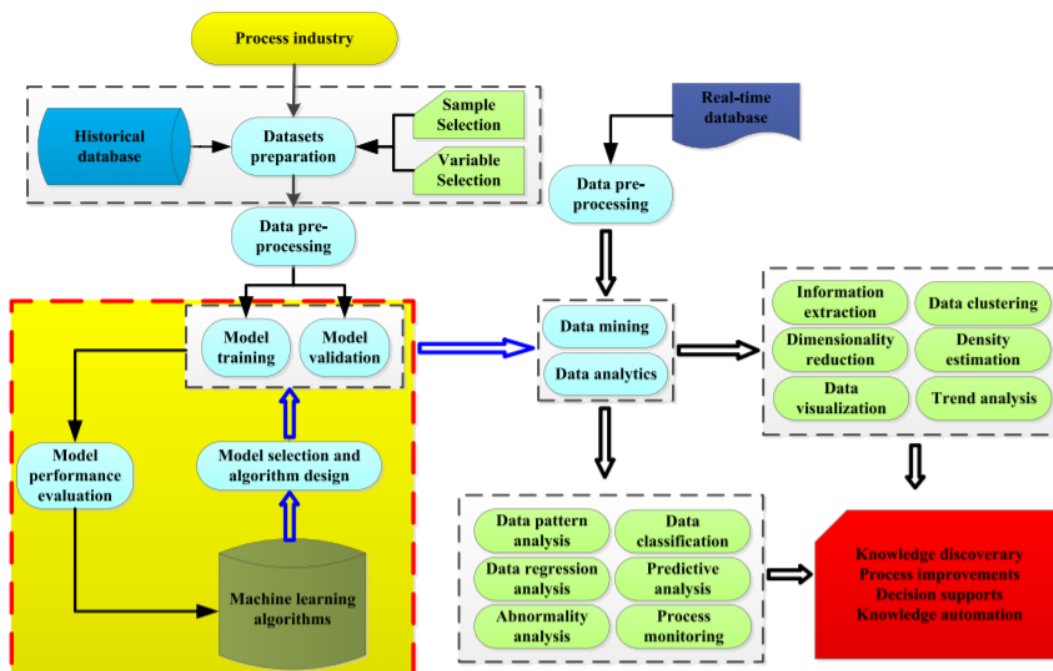 Process industry
Historical
database
Datasets
preparation
Sample
Selection
Variable
Selection
Real-time
database
Data pre-
processing
Data pre-
processing
Model
training
Model
validation
Data mining
Data analytics
Information
extraction
Data clustering
Dimensionality
reduction
Density
estimation
Data
visualization
Trend analysis
Model
performance
evaluation
Model selection and
algorithm design
Machine learning
algorithms
Data pattern
analysis
Data
classification
Data regression
analysis
Predictive
analysis
Abnormality
analysis
Process
monitoring
Knowledge discoverary
Process improvements
Decision supports
Knowledge automation